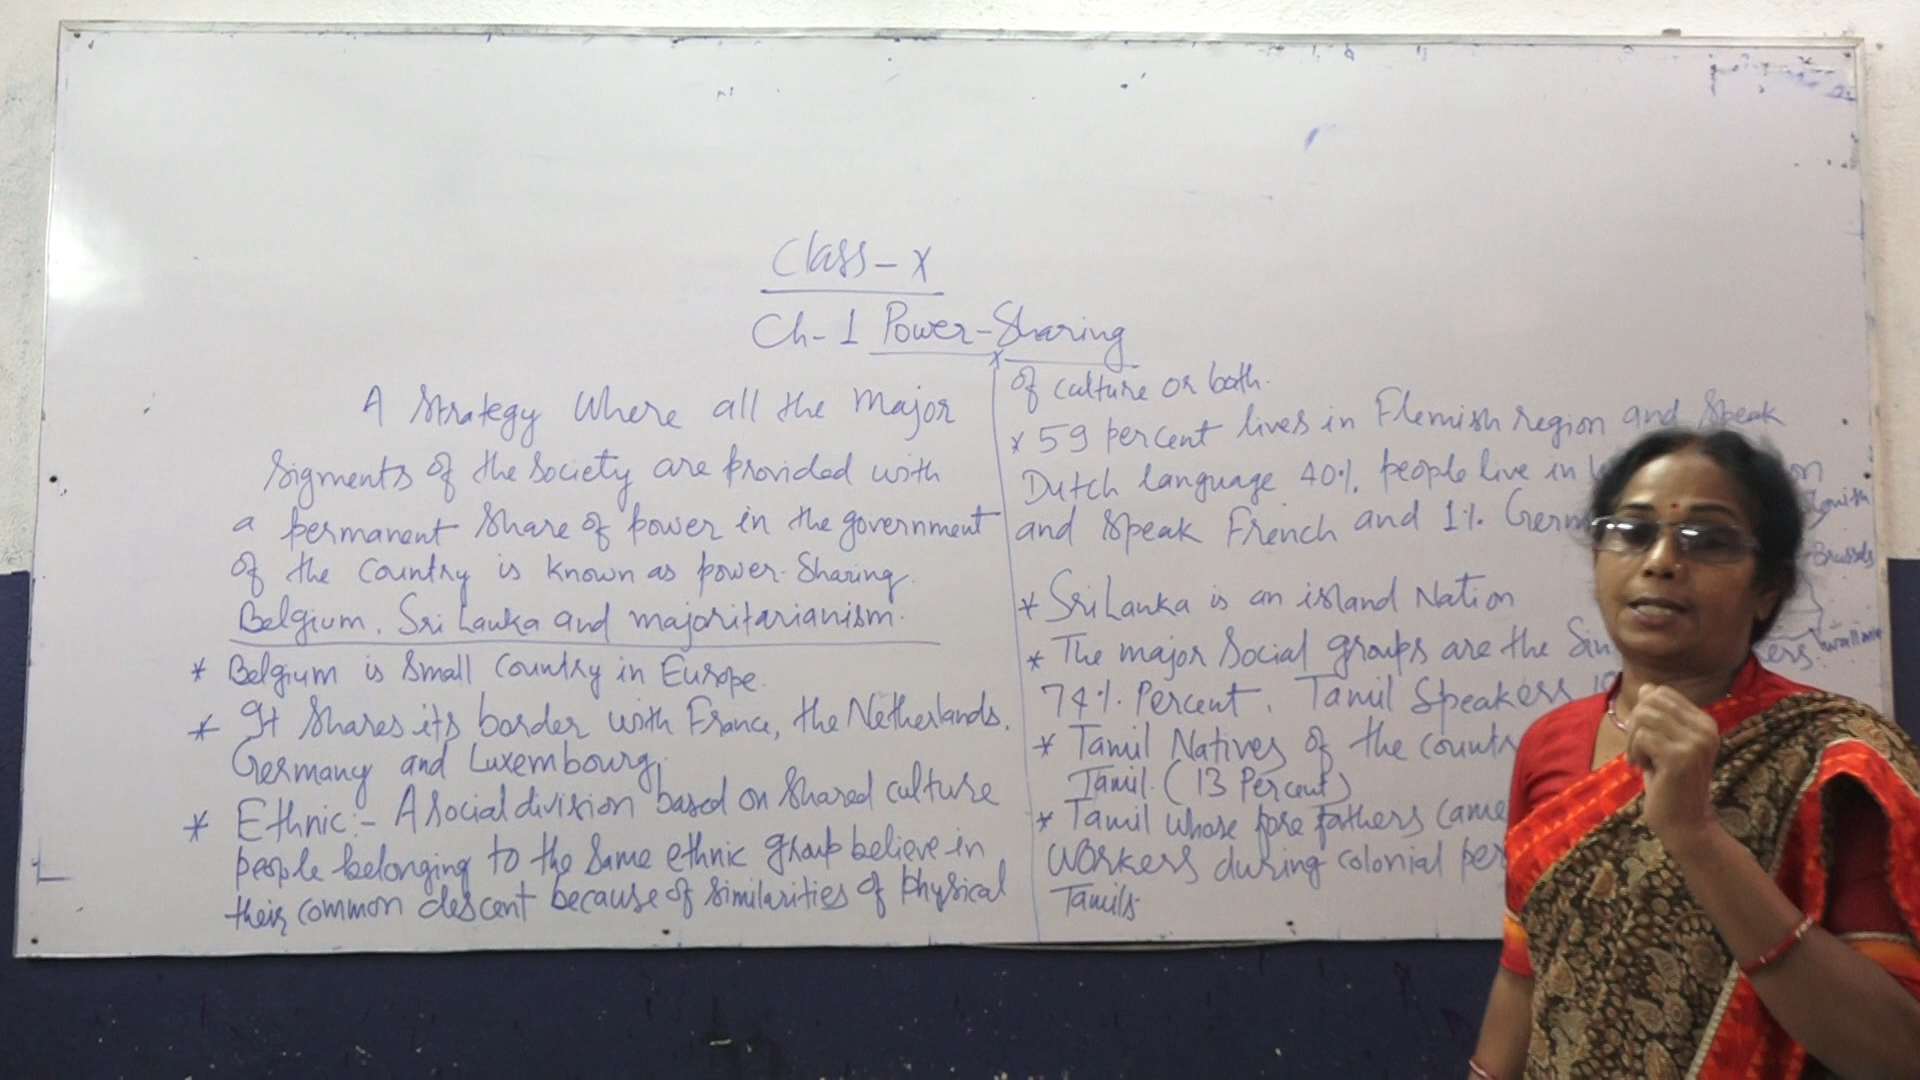 Class - X
Ch- 1 Power-Sharing
A Strategy Where all the Major
Sigments of the Society are provided with
a permanent Share of power in the government
of the Country is known as power-Sharing.
Belgium, Sri Lanka and majoritarianism.
* Belgium is Small Country in Europe.
* It Shares its border with France, the Netherlands,
Germany and Luxembourg.
* Ethnic:- A Social division based on Shared culture
people belonging to the Same ethnic group believe in
their common descent because of similarities of physical
of culture or both.
* 59 percent lives in Flemish region and Speak
Dutch language 40%. people live in
and Speak French and 1%.
* Sri Lanka is an island Nation
* The major Social groups are the
74%. Percent. Tamil Speakers
* Tamil Natives of the
Tamil. (13 Percent)
* Tamil whose fore fathers Came
Workers during colonial
Tamils.
Brussels